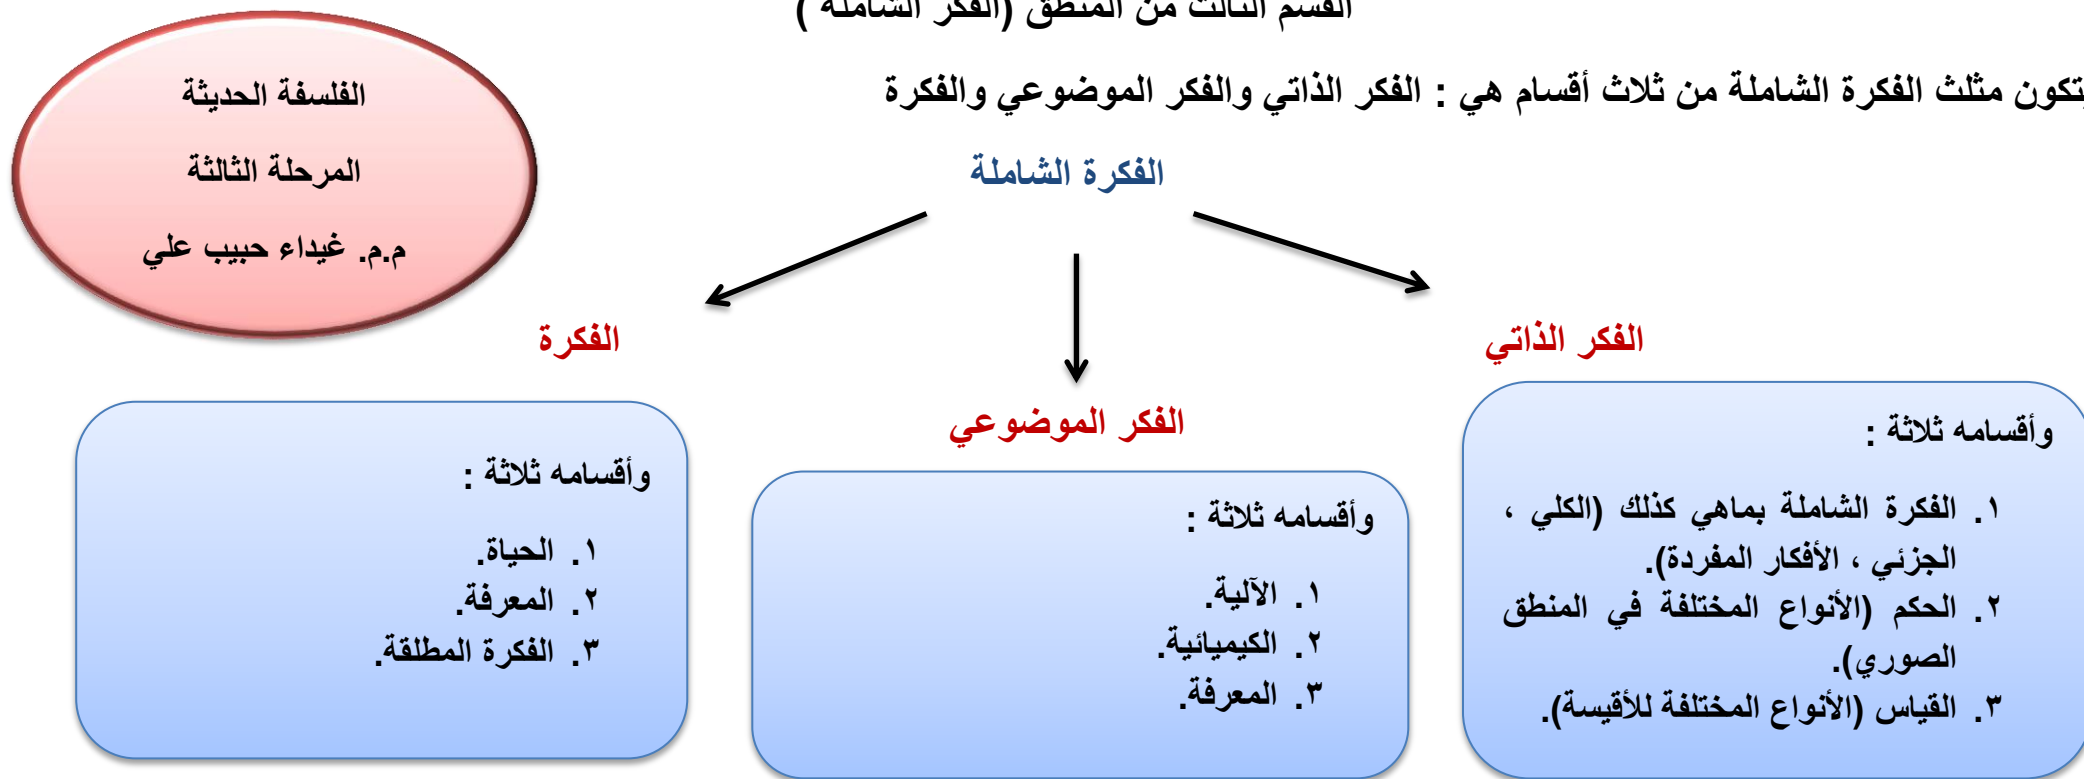 القسم الثالث من المنطق (الفكر الشاملة )
يتكون مثلث الفكرة الشاملة من ثلاث أقسام هي : الفكر الذاتي والفكر الموضوعي والفكرة
الفلسفة الحديثة
المرحلة الثالثة
م.م. غيداء حبيب علي
الفكرة الشاملة
الفكر الذاتي
وأقسامه ثلاثة :
١. الفكرة الشاملة بماهي كذلك (الكلي ،
الجزئي ، الأفكار المفردة).
٢. الحكم (الأنواع المختلفة في المنطق
الصوري).
٣. القياس (الأنواع المختلفة للأقيسة).
الفكر الموضوعي
وأقسامه ثلاثة :
١. الآلية.
٢. الكيميائية.
٣. المعرفة.
الفكرة
وأقسامه ثلاثة :
١. الحياة.
٢. المعرفة.
٣. الفكرة المطلقة.